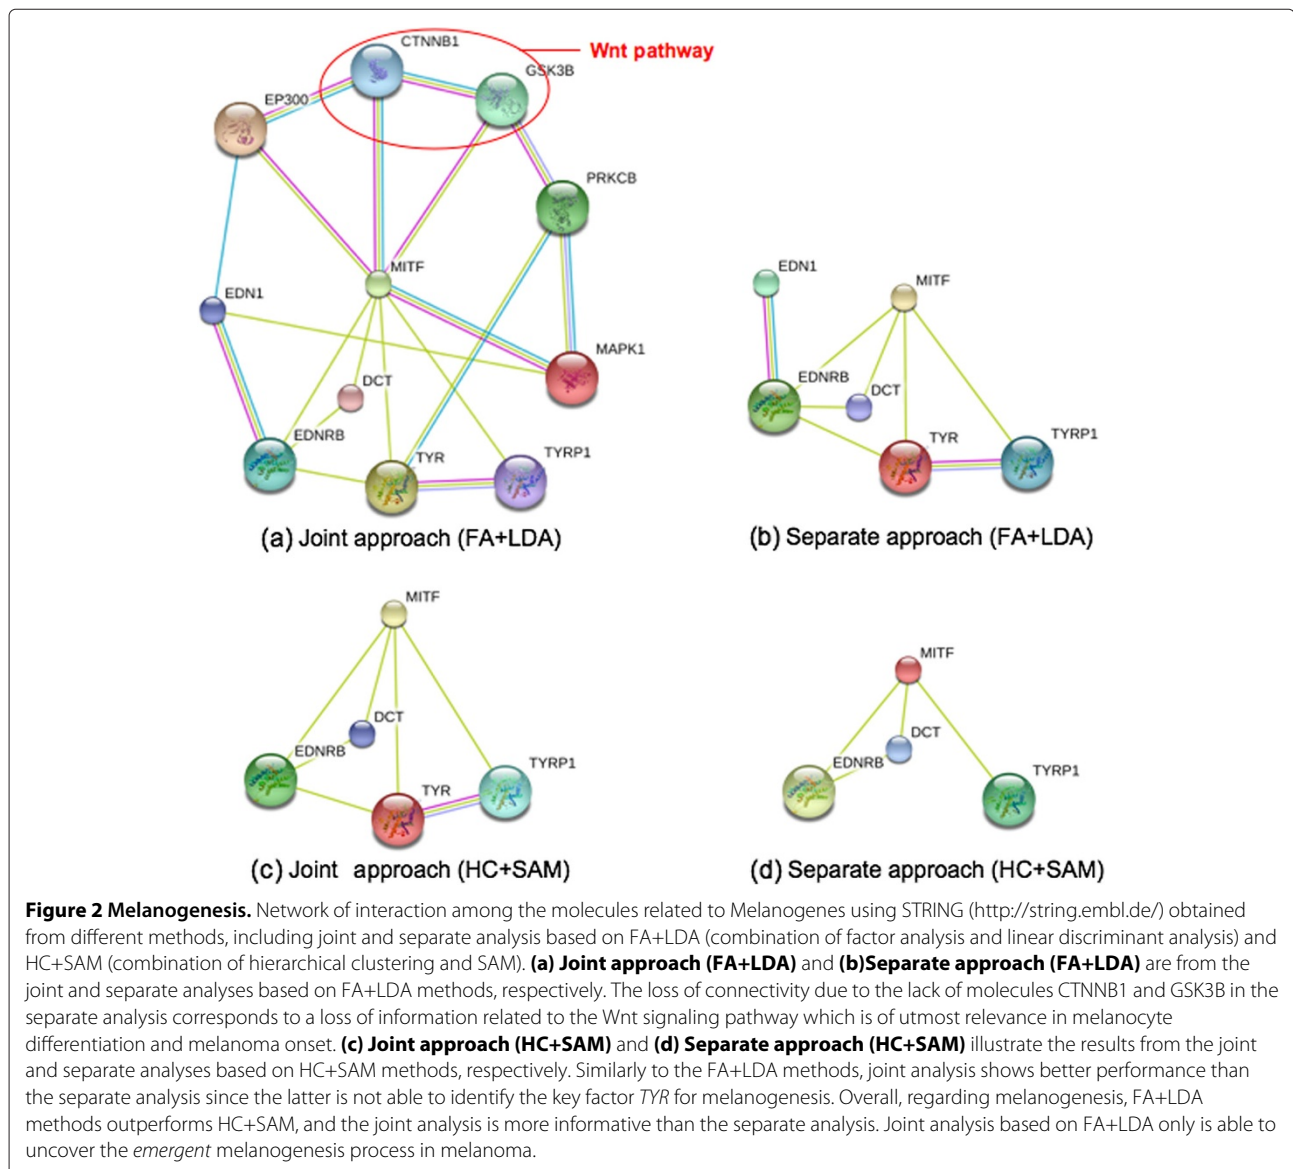 CTNNB1
Wnt pathway
GSK3B
EP300
PRKCB
MITF
EDN1
MAPK1
DCT
EDNRB
TYR
TYRP1
(a) Joint approach (FA+LDA)
EDN1
MITF
EDNRB
DCT
TYR
TYRP1
(b) Separate approach (FA+LDA)
MITF
DCT
EDNRB
TYRP1
TYR
(c) Joint approach (HC+SAM)
MITF
DCT
EDNRB
TYRP1
(d) Separate approach (HC+SAM)
Figure 2 Melanogenesis. Network of interaction among the molecules related to Melanogenes using STRING (http://string.embl.de/) obtained
from different methods, including joint and separate analysis based on FA+LDA (combination of factor analysis and linear discriminant analysis) and
HC+SAM (combination of hierarchical clustering and SAM). (a) Joint approach (FA+LDA) and (b)Separate approach (FA+LDA) are from the
joint and separate analyses based on FA+LDA methods, respectively. The loss of connectivity due to the lack of molecules CTNNB1 and GSK3B in the
separate analysis corresponds to a loss of information related to the Wnt signaling pathway which is of utmost relevance in melanocyte
differentiation and melanoma onset. (c) Joint approach (HC+SAM) and (d) Separate approach (HC+SAM) illustrate the results from the joint
and separate analyses based on HC+SAM methods, respectively. Similarly to the FA+LDA methods, joint analysis shows better performance than
the separate analysis since the latter is not able to identify the key factor TYR for melanogenesis. Overall, regarding melanogenesis, FA+LDA
methods outperforms HC+SAM, and the joint analysis is more informative than the separate analysis. Joint analysis based on FA+LDA only is able to
uncover the emergent melanogenesis process in melanoma.